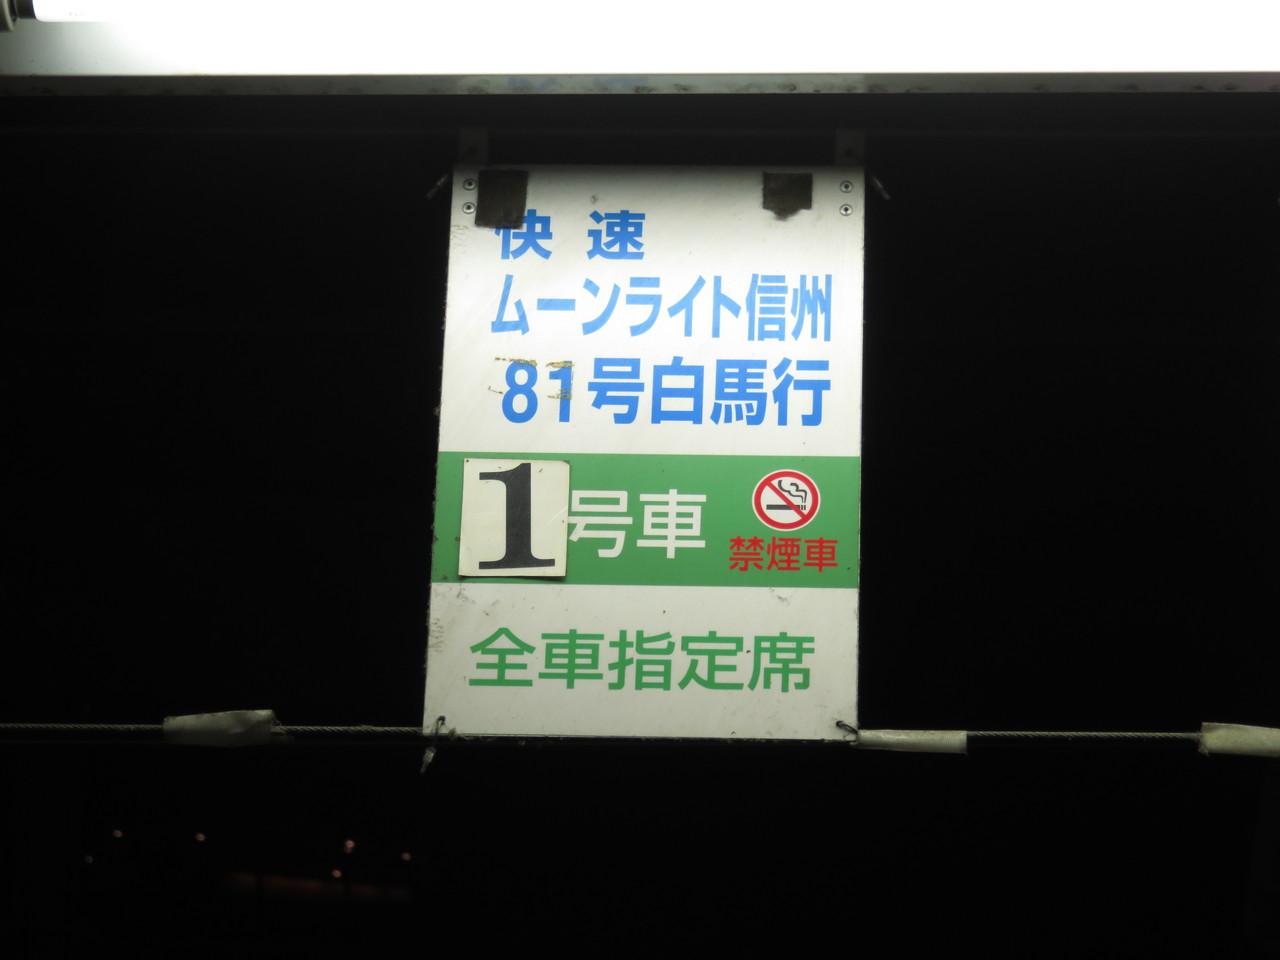 快速
ムーンライト信州
81号白馬行
1号車
禁煙車
全車指定席